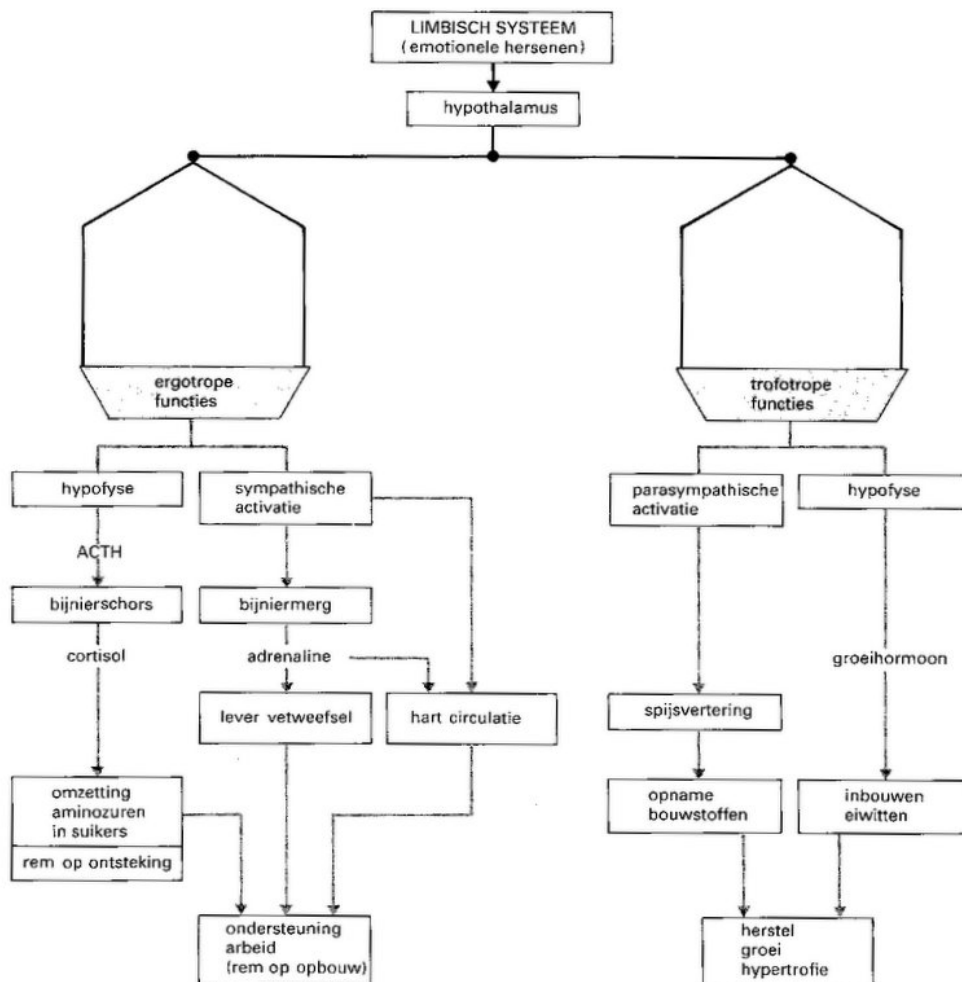 LIMBISCH SYSTEEM
(emotionele hersenen)
hypothalamus
ergotrope
functies
trofotrope
functies
hypofyse
sympathische
activatie
parasympathische
activatie
hypofyse
ACTH
bijnierschors
bijniermerg
cortisol
adrenaline
groeihormoon
lever vetweefsel
hart circulatie
spijsvertering
omzetting
aminozuren
in suikers
rem op ontsteking
opname
bouwstoffen
inbouwen
eiwitten
ondersteuning
arbeid
(rem op opbouw)
herstel
groei
hypertrofie